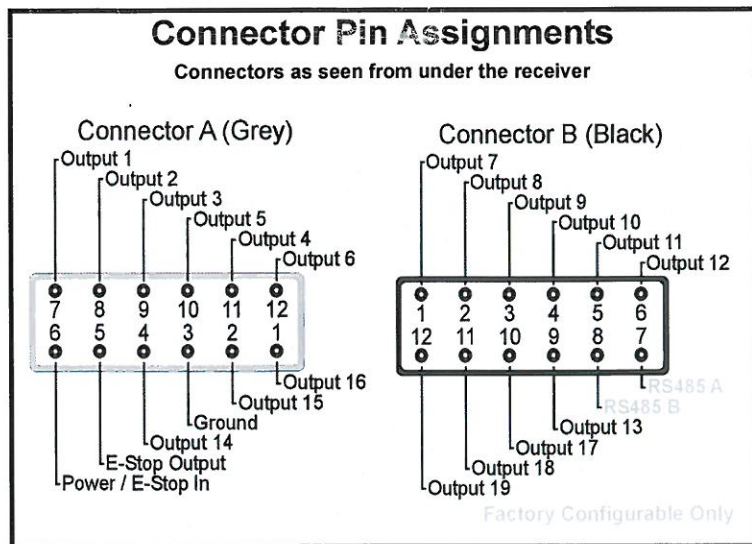 Connector Pin Assignments
Connectors as seen from under the receiver
Connector A (Grey)
Output 1
Output 2
Output 3
Output 5
Output 4
Output 6
7 8 9 10 11 12
6 5 4 3 2 1
Output 16
Output 15
Ground
Output 14
E-Stop Output
Power / E-Stop In
Connector B (Black)
Output 7
Output 8
Output 9
Output 10
Output 11
Output 12
1 2 3 4 5 6
12 11 10 9 8 7
RS485 A
RS485 B
Output 13
Output 17
Output 18
Output 19
Factory Configurable Only